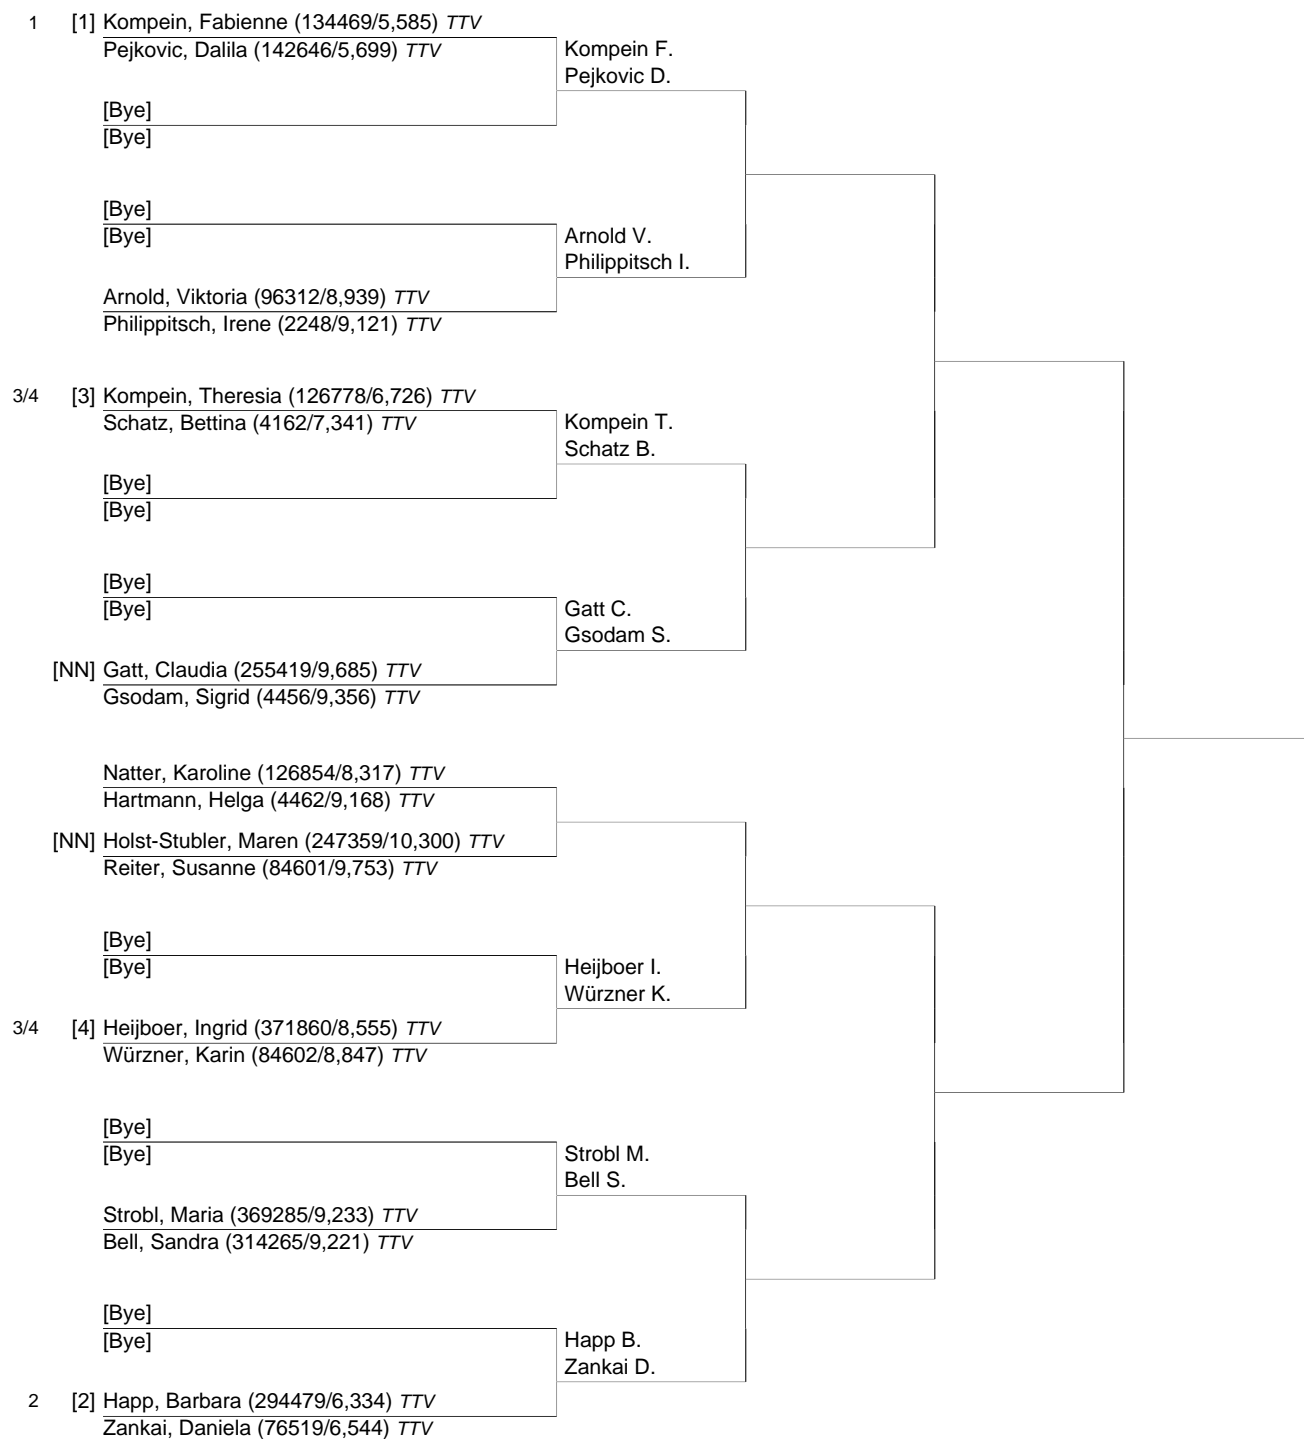 1 [1] Kompein, Fabienne (134469/5,585) TTV
Pejkovic, Dalila (142646/5,699) TTV
Kompein F.
Pejkovic D.
[Bye]
[Bye]
[Bye]
[Bye]
Arnold V.
Philippitsch I.
Arnold, Viktoria (96312/8,939) TTV
Philippitsch, Irene (2248/9,121) TTV
3/4 [3] Kompein, Theresia (126778/6,726) TTV
Schatz, Bettina (4162/7,341) TTV
Kompein T.
Schatz B.
[Bye]
[Bye]
[Bye]
[Bye]
Gatt C.
Gsodam S.
[NN] Gatt, Claudia (255419/9,685) TTV
Gsodam, Sigrid (4456/9,356) TTV
Natter, Karoline (126854/8,317) TTV
Hartmann, Helga (4462/9,168) TTV
[NN] Holst-Stubler, Maren (247359/10,300) TTV
Reiter, Susanne (84601/9,753) TTV
[Bye]
[Bye]
Heijboer I.
Würzner K.
3/4 [4] Heijboer, Ingrid (371860/8,555) TTV
Würzner, Karin (84602/8,847) TTV
[Bye]
[Bye]
Strobl M.
Bell S.
Strobl, Maria (369285/9,233) TTV
Bell, Sandra (314265/9,221) TTV
[Bye]
[Bye]
Happ B.
Zankai D.
2 [2] Happ, Barbara (294479/6,334) TTV
Zankai, Daniela (76519/6,544) TTV